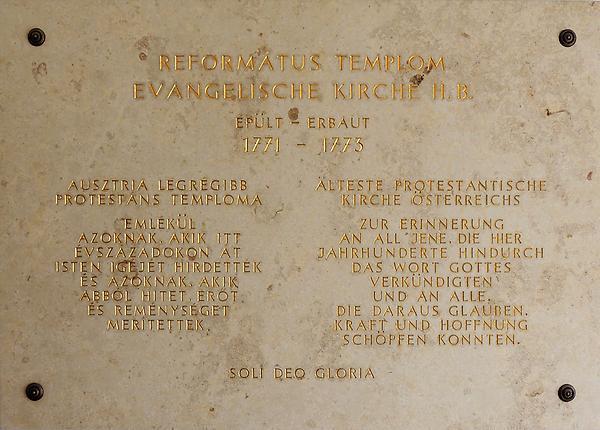 REFORMATUS TEMPLOM
EVANGELISCHE KIRCHE H.B.
ÉPÜLT – ERBAUT
1771 – 1773
AUSZTRIA LEGRÉGIBB
PROTESTÁNS TEMPLOMA
EMLÉKÜL
AZOKNAK, AKIK ITT
ÉVSZÁZADOKON ÁT
ISTEN IGÉJÉT HIRDETTÉK
ÉS AZOKNAK, AKIK
ABBÓL HITET, ERŐT
ÉS REMÉNYSÉGET
MERÍTETTEK.
ÄLTESTE PROTESTANTISCHE
KIRCHE ÖSTERREICHS
ZUR ERINNERUNG
AN ALL JENE, DIE HIER
JAHRHUNDERTE HINDURCH
DAS WORT GOTTES
VERKÜNDIGTEN
UND AN ALLE,
DIE DARAUS GLAUBEN,
KRAFT UND HOFFNUNG
SCHÖPFEN KONNTEN.
SOLI DEO GLORIA